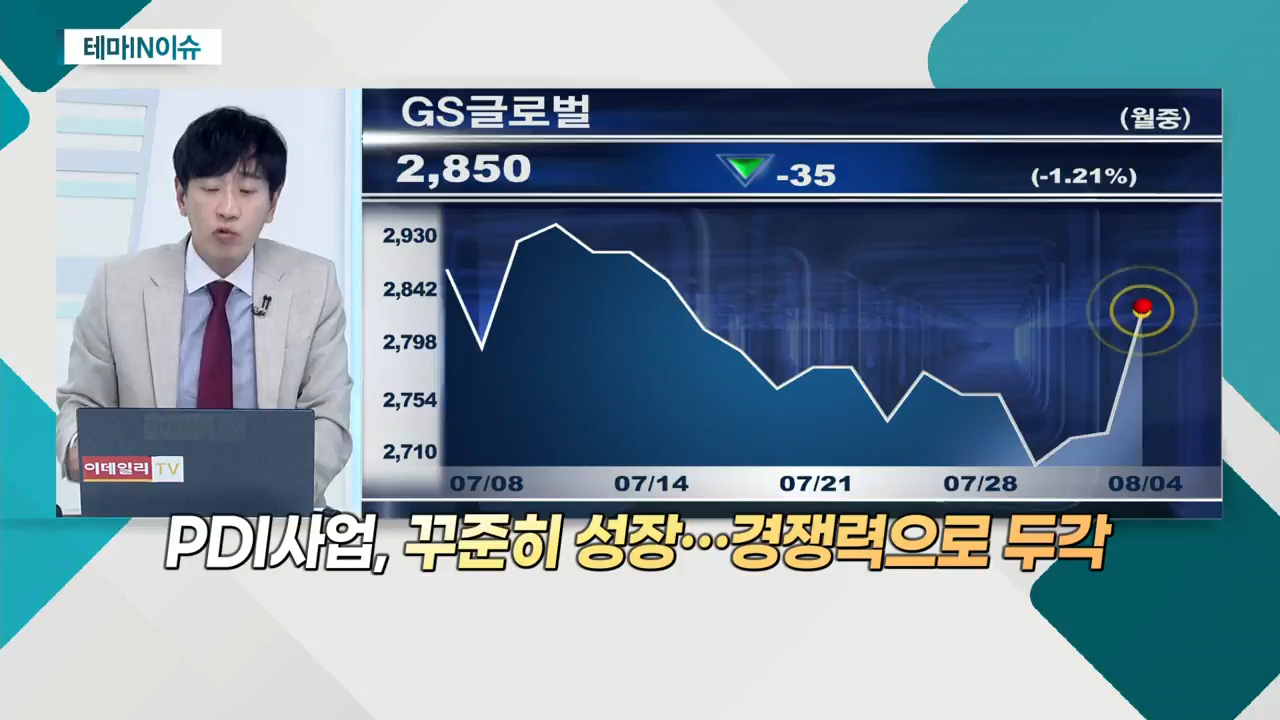 테마IN이슈
GS글로벌
(월중)
2,850
-35
(-1.21%)
2,930
2,842
2,798
2,754
2,710
07/08
07/14
07/21
07/28
08/04
이데일리TV
PDI사업, 꾸준히 성장…경쟁력으로 두각